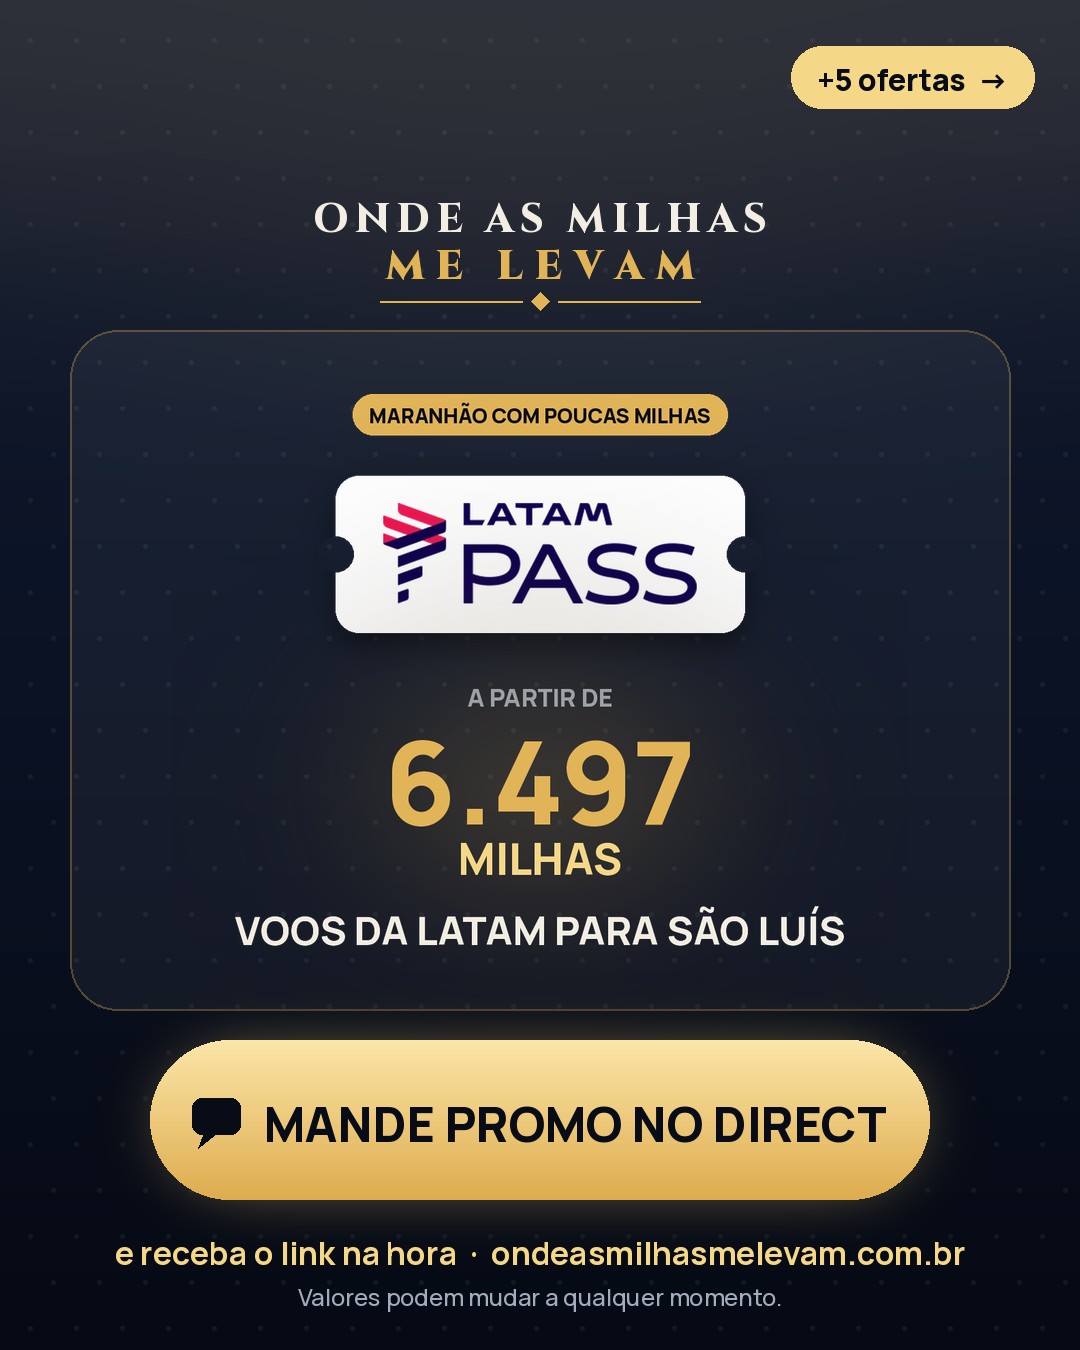 +5 ofertas →
ONDE AS MILHAS
ME LEVAM
MARANHÃO COM POUCAS MILHAS
LATAM
PASS
A PARTIR DE
6.497
MILHAS
VOOS DA LATAM PARA SÃO LUÍS
MANDE PROMO NO DIRECT
e receba o link na hora · ondeasmilhasmelevam.com.br
Valores podem mudar a qualquer momento.